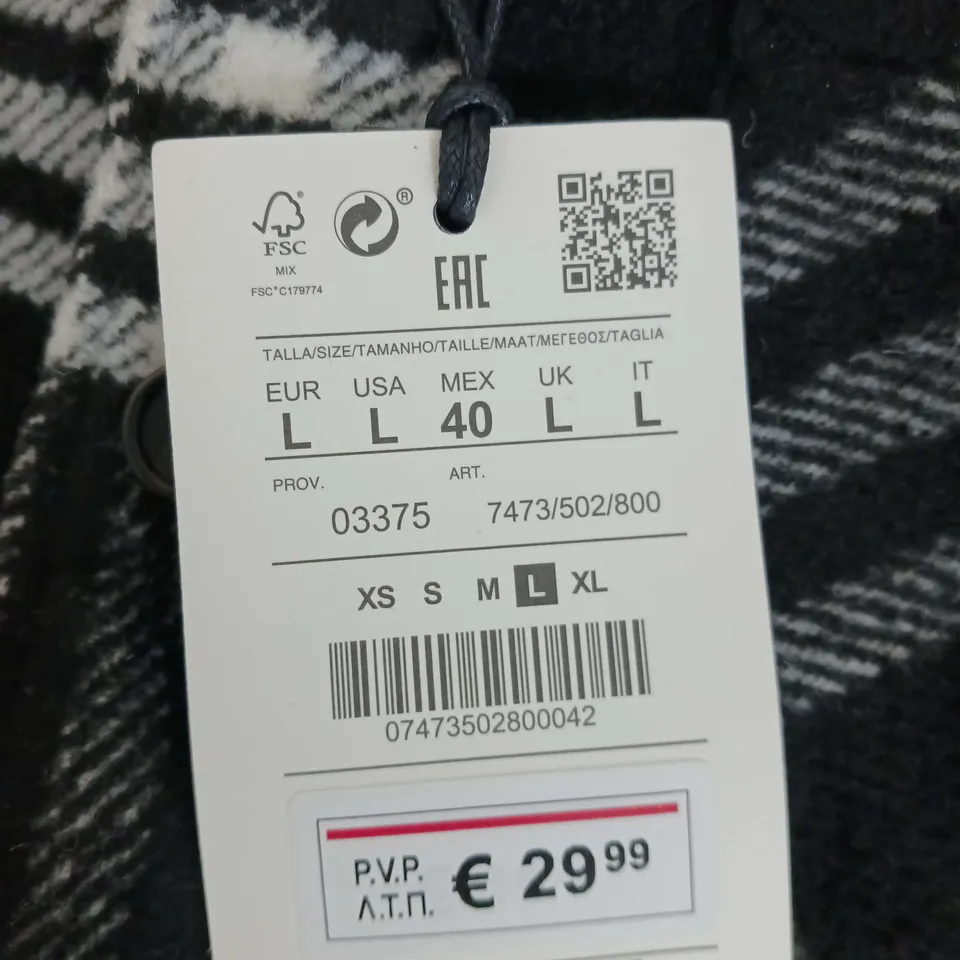 FSC
MIX
FSC® C179774
®
EAC
TALLA/SIZE/TAMANHO/TAILLE/MAAT/ΜΕΓΕΘΟΣ/TAGLIA
EUR USA MEX UK IT
L L 40 L L
PROV. ART.
03375 7473/502/800
XS S M L XL
07473502800042
P.V.P. € 29⁹⁹
Λ.Τ.Π.